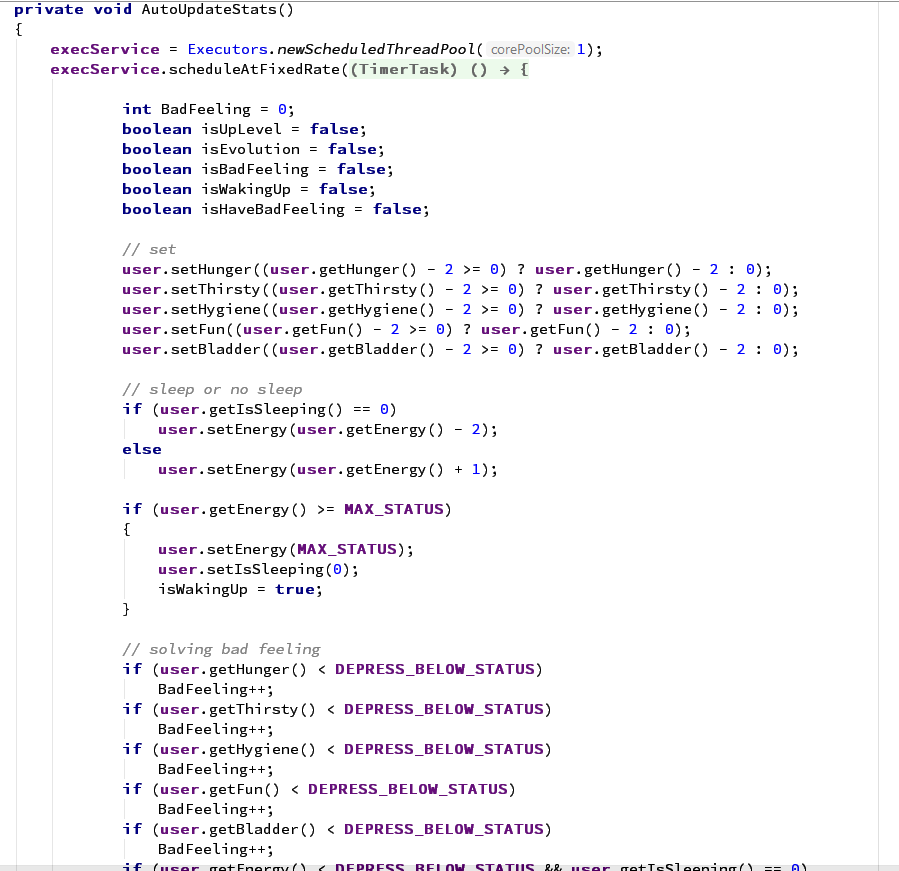 private void AutoUpdateStats()
{
execService = Executors.newScheduledThreadPool( corePoolSize: 1);
execService.scheduleAtFixedRate((TimerTask) () → {
int BadFeeling = 0;
boolean isUpLevel = false;
boolean isEvolution = false;
boolean isBadFeeling = false;
boolean isWakingUp = false;
boolean isHaveBadFeeling = false;
// set
user.setHunger((user.getHunger() - 2 >= 0) ? user.getHunger() - 2 : 0);
user.setThirsty((user.getThirsty() - 2 >= 0) ? user.getThirsty() - 2 : 0);
user.setHygiene((user.getHygiene() - 2 >= 0) ? user.getHygiene() - 2 : 0);
user.setFun((user.getFun() - 2 >= 0) ? user.getFun() - 2 : 0);
user.setBladder((user.getBladder() - 2 >= 0) ? user.getBladder() - 2 : 0);
// sleep or no sleep
if (user.getIsSleeping() == 0)
user.setEnergy(user.getEnergy() - 2);
else
user.setEnergy(user.getEnergy() + 1);
if (user.getEnergy() >= MAX_STATUS)
{
user.setEnergy(MAX_STATUS);
user.setIsSleeping(0);
isWakingUp = true;
}
// solving bad feeling
if (user.getHunger() < DEPRESS_BELOW_STATUS)
BadFeeling++;
if (user.getThirsty() < DEPRESS_BELOW_STATUS)
BadFeeling++;
if (user.getHygiene() < DEPRESS_BELOW_STATUS)
BadFeeling++;
if (user.getFun() < DEPRESS_BELOW_STATUS)
BadFeeling++;
if (user.getBladder() < DEPRESS_BELOW_STATUS)
BadFeeling++;
if (user.getEnergy() < DEPRESS_BELOW_STATUS && user.getIsSleeping() == 0)